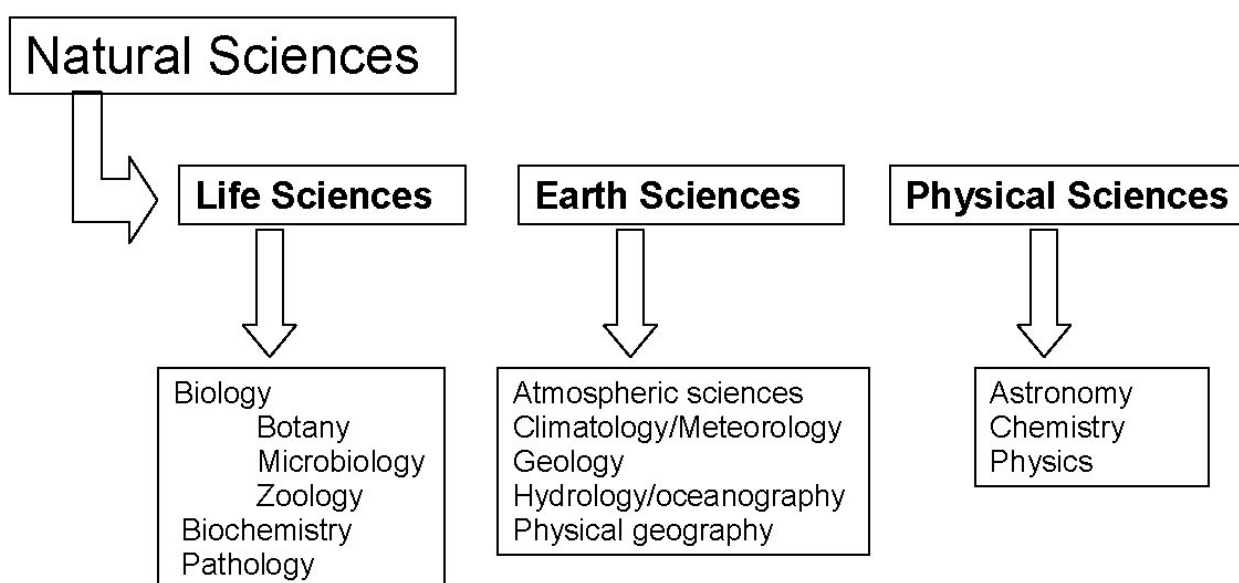 Natural Sciences
Life Sciences
Earth Sciences
Physical Sciences
Biology
Botany
Microbiology
Zoology
Biochemistry
Pathology
Atmospheric sciences
Climatology/Meteorology
Geology
Hydrology/oceanography
Physical geography
Astronomy
Chemistry
Physics